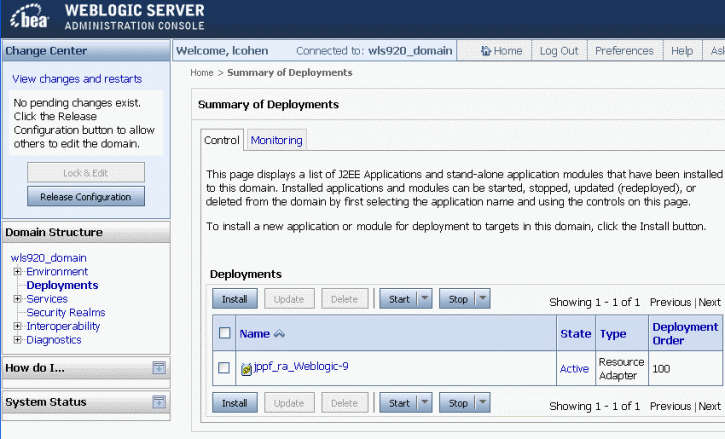 bea
WEBLOGIC SERVER
ADMINISTRATION CONSOLE
Change Center
View changes and restarts
No pending changes exist.
Click the Release
Configuration button to allow
others to edit the domain.
Lock & Edit
Release Configuration
Domain Structure
wls920_domain
Environment
Deployments
Services
Security Realms
Interoperability
Diagnostics
How do I...
System Status
Welcome, lcohen
Connected to: wls920_domain
Home
Log Out
Preferences
Help
As
Home > Summary of Deployments
Summary of Deployments
Control
Monitoring
This page displays a list of J2EE Applications and stand-alone application modules that have been installed
to this domain. Installed applications and modules can be started, stopped, updated (redeployed), or
deleted from the domain by first selecting the application name and using the controls on this page.
To install a new application or module for deployment to targets in this domain, click the Install button.
Deployments
Install Update Delete Start Stop Showing 1 - 1 of 1 Previous | Next
Name State Type Deployment
Order
jppf_ra_Weblogic-9 Active Resource
Adapter 100
Install Update Delete Start Stop Showing 1 - 1 of 1 Previous | Next